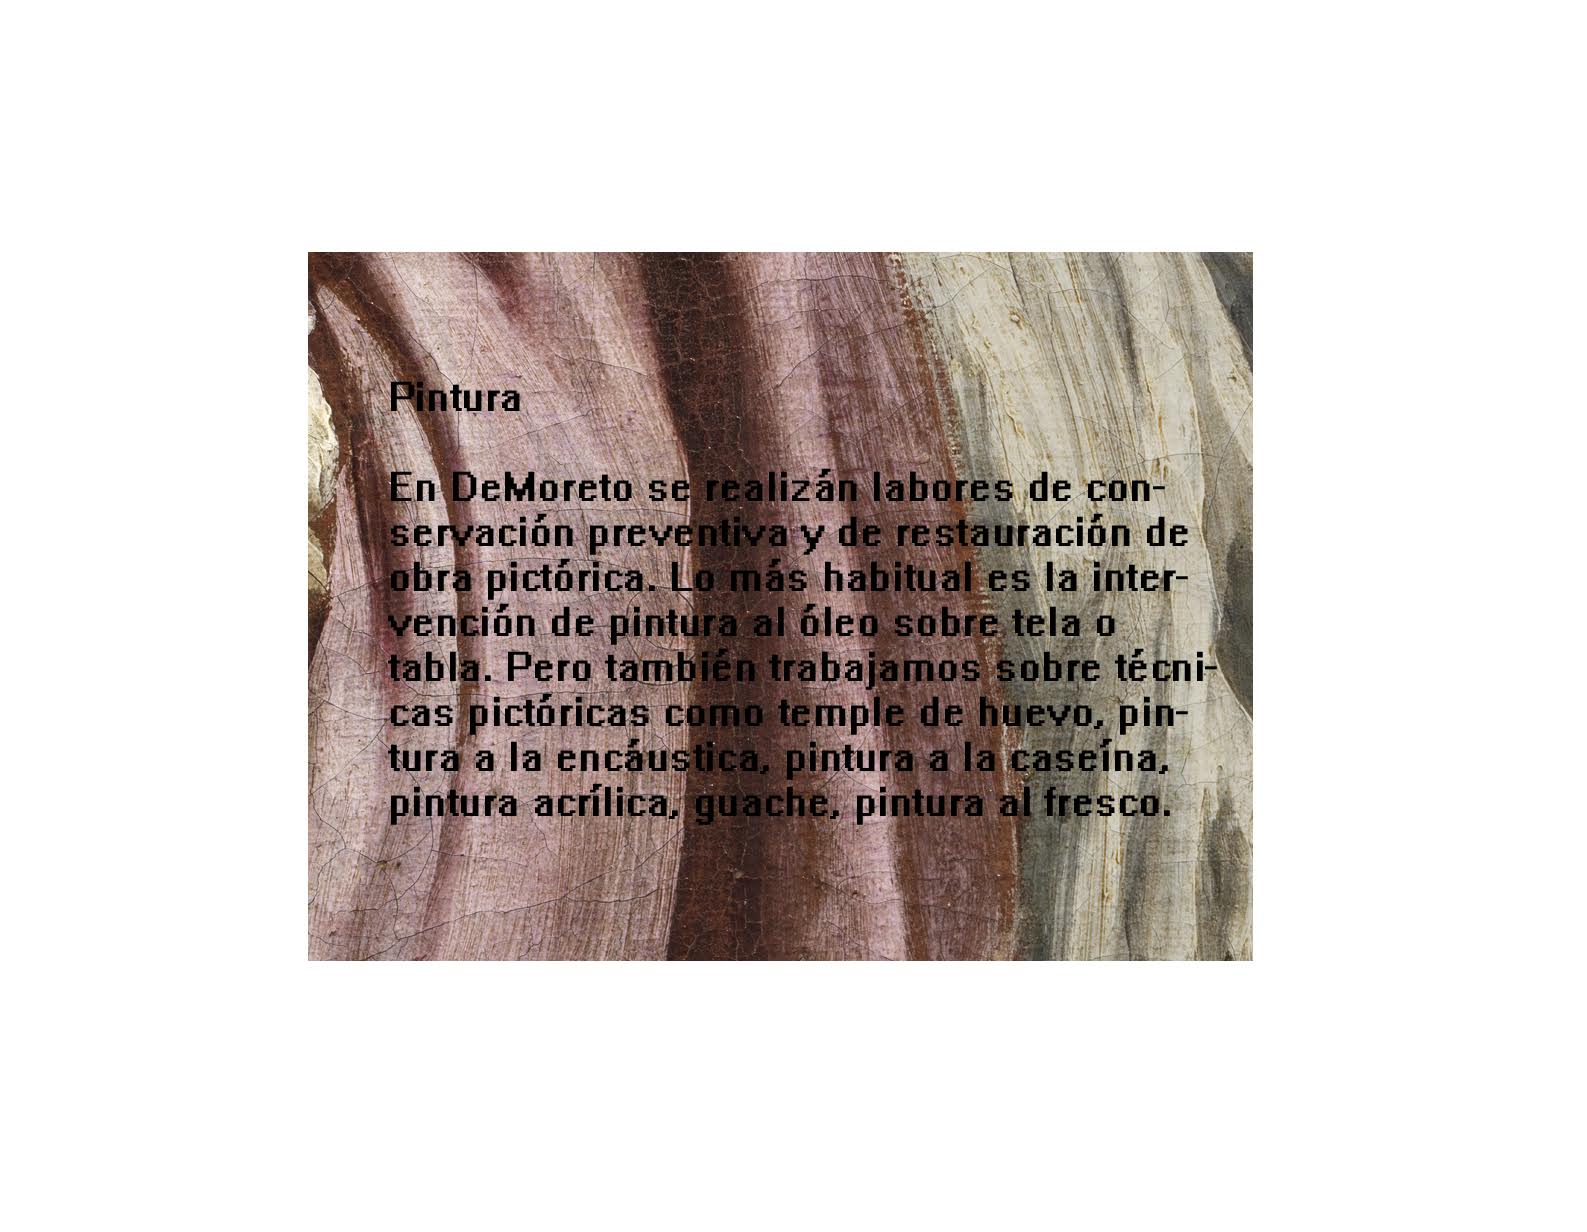 Pintura
En DeMoreto se realizán labores de con-
servación preventiva y de restauración de
obra pictórica. Lo más habitual es la inter-
vención de pintura al óleo sobre tela o
tabla. Pero también trabajamos sobre técni-
cas pictóricas como temple de huevo, pin-
tura a la encáustica, pintura a la caseína,
pintura acrílica, guache, pintura al fresco.